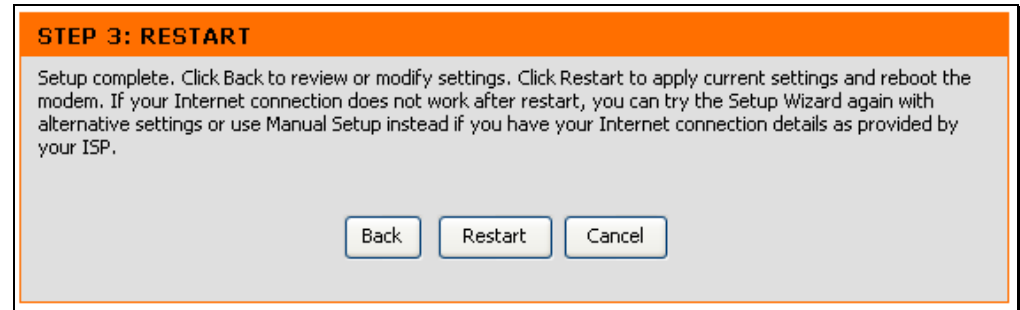 STEP 3: RESTART
Setup complete. Click Back to review or modify settings. Click Restart to apply current settings and reboot the
modem. If your Internet connection does not work after restart, you can try the Setup Wizard again with
alternative settings or use Manual Setup instead if you have your Internet connection details as provided by
your ISP.
Back Restart Cancel